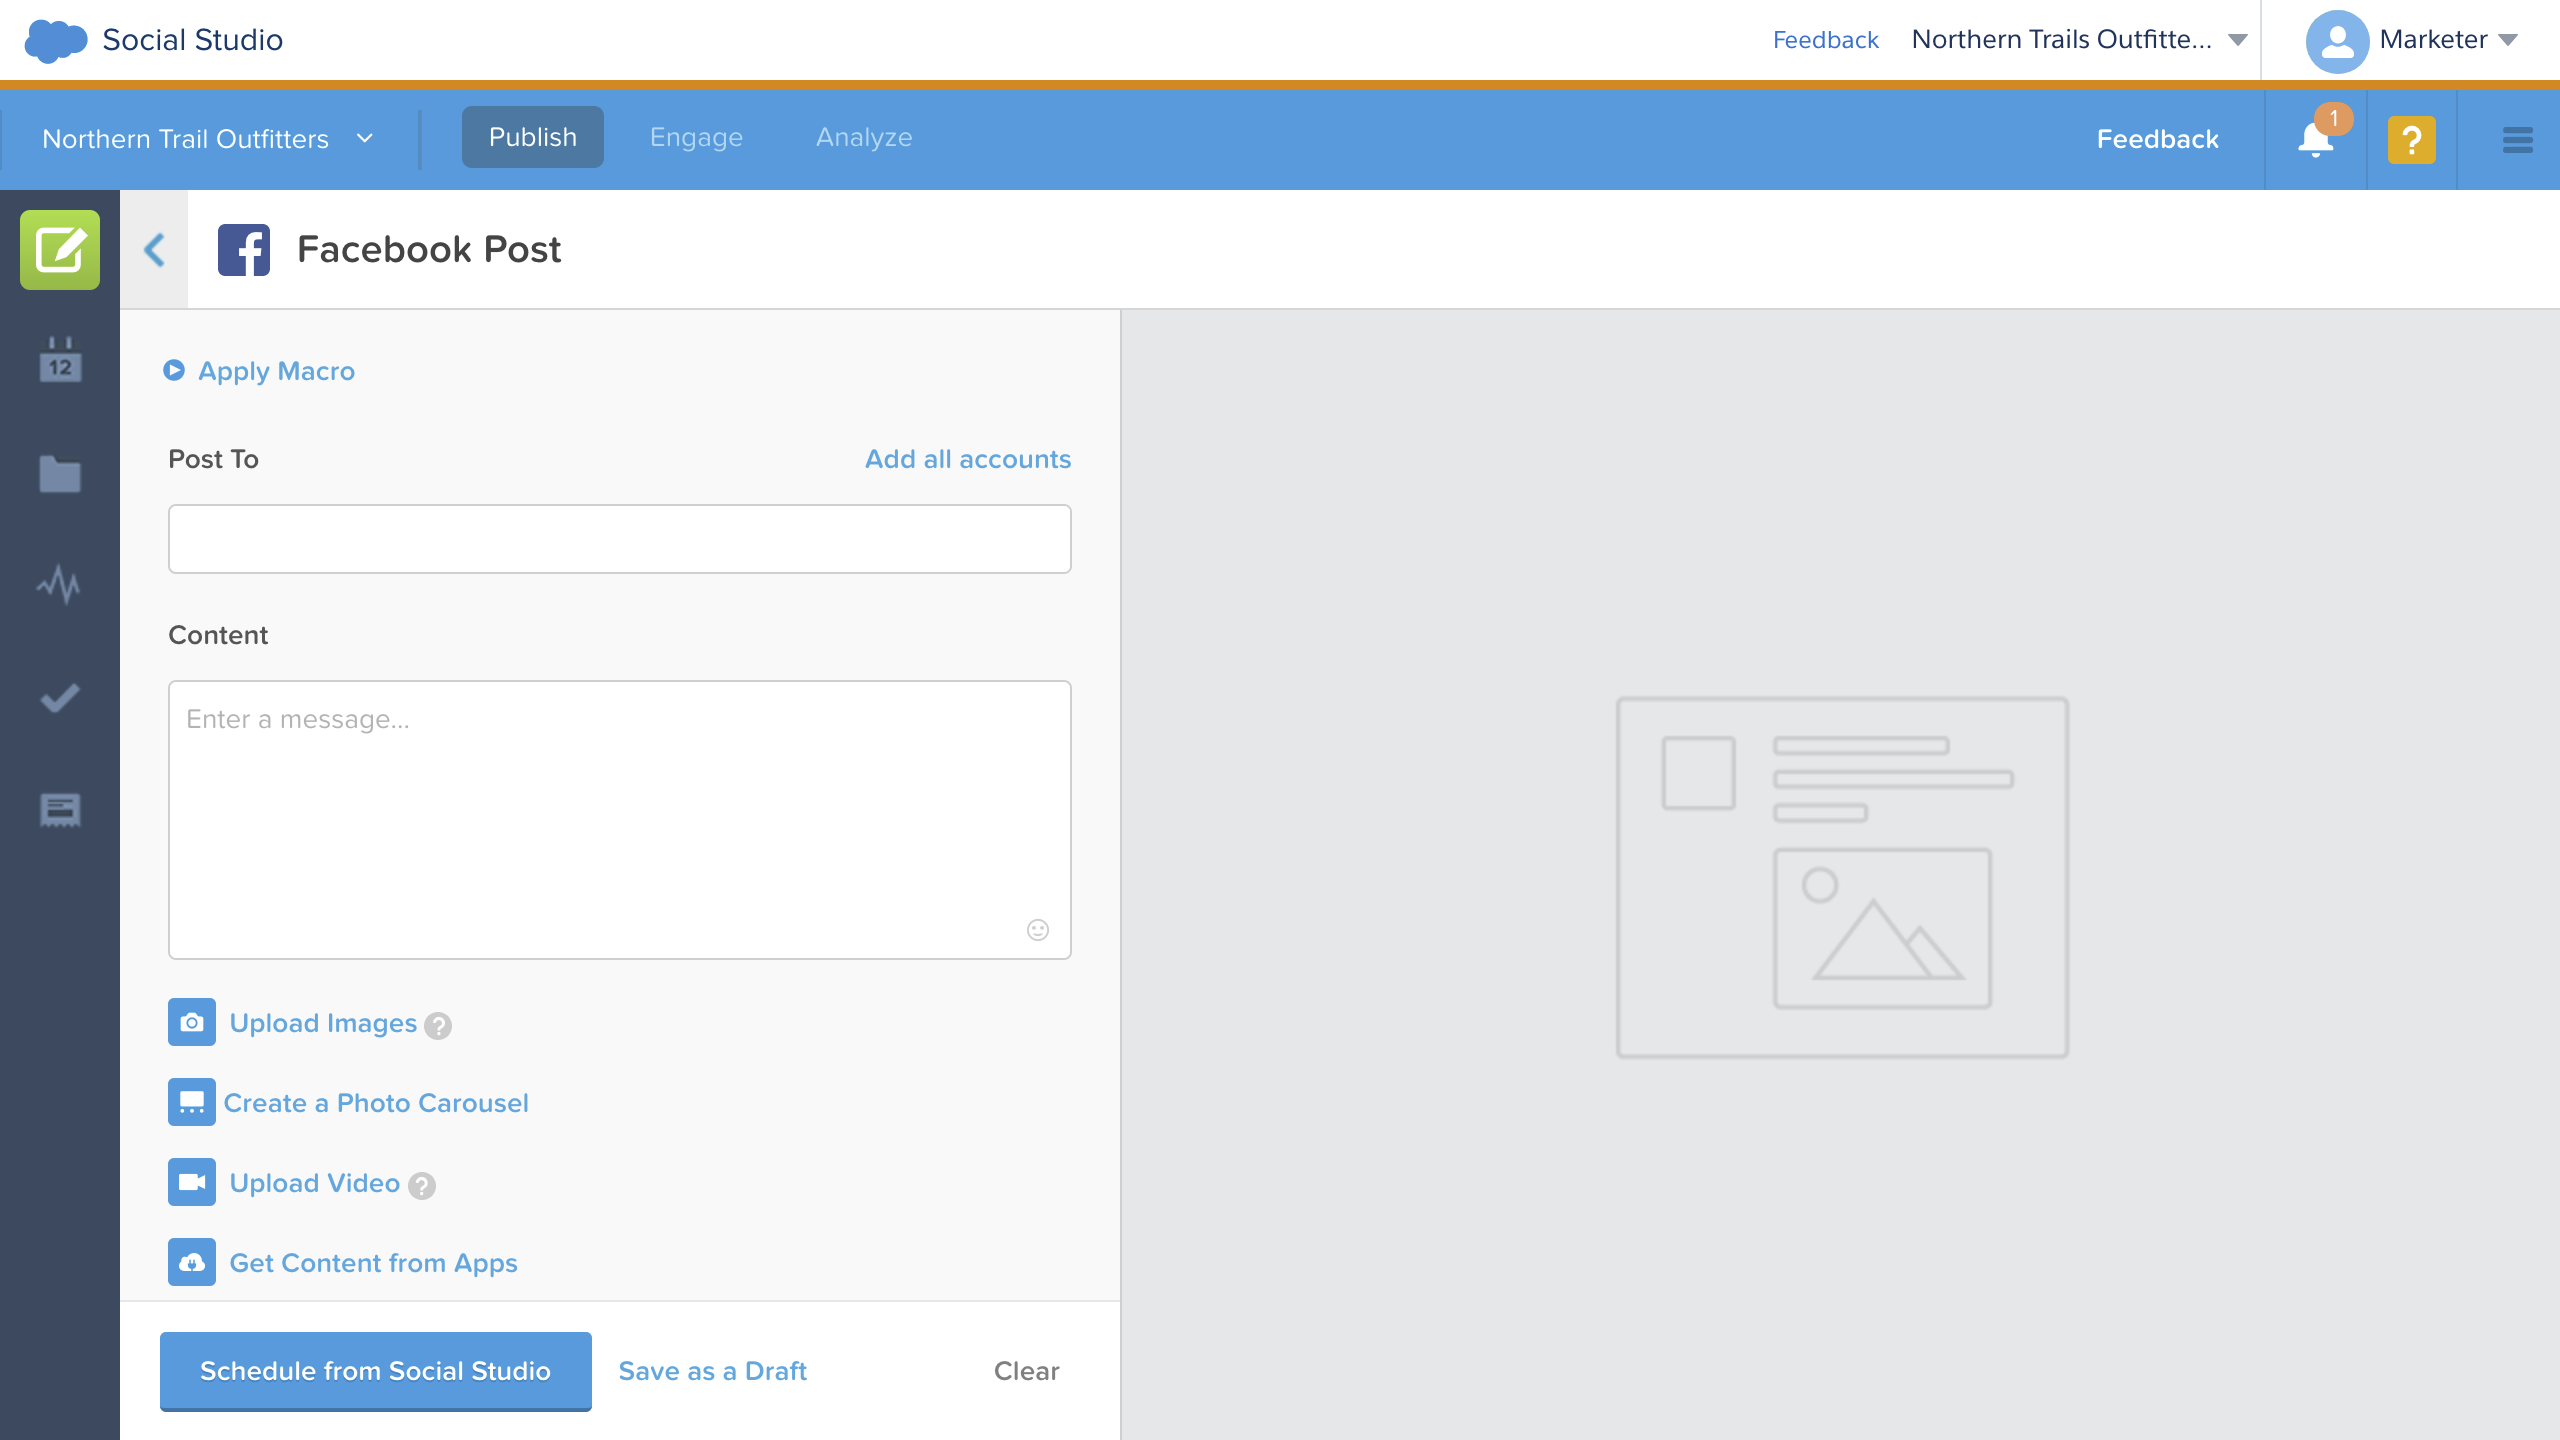 Social Studio
Feedback
Northern Trails Outfitte...
Marketer
Northern Trail Outfitters
Publish
Engage
Analyze
Feedback
1
?
Facebook Post
12
Apply Macro
Post To
Add all accounts
Content
Enter a message...
Upload Images ?
Create a Photo Carousel
Upload Video ?
Get Content from Apps
Schedule from Social Studio
Save as a Draft
Clear